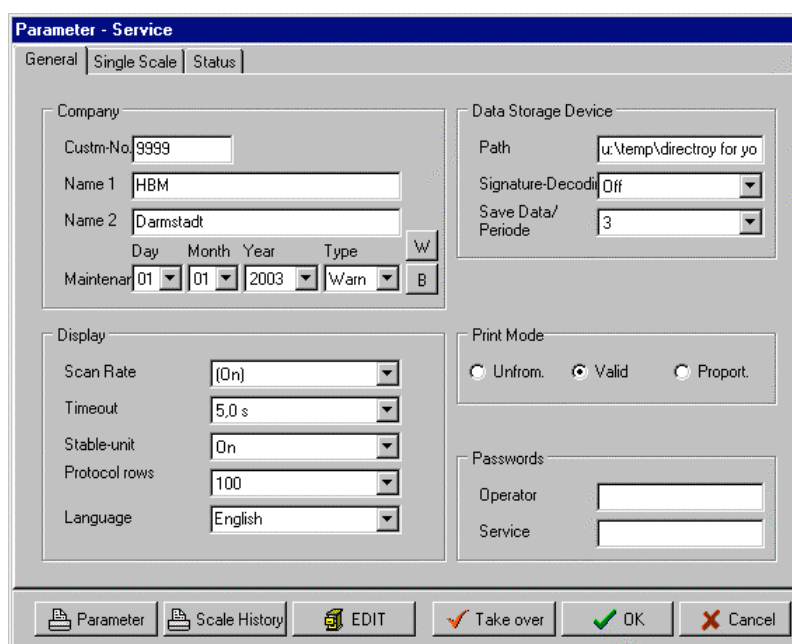 Parameter - Service
General Single Scale Status
Company
Custm-No. 9999
Name 1 HBM
Name 2 Darmstadt
Day Month Year Type W
Maintenar 01 01 2003 Warn B
Data Storage Device
Path u:\temp\directroy for yo
Signature-Decodi Off
Save Data/
Periode 3
Display
Scan Rate (On)
Timeout 5,0 s
Stable-unit On
Protocol rows 100
Language English
Print Mode
Unfrom. Valid Proport.
Passwords
Operator
Service
Parameter Scale History EDIT Take over OK Cancel